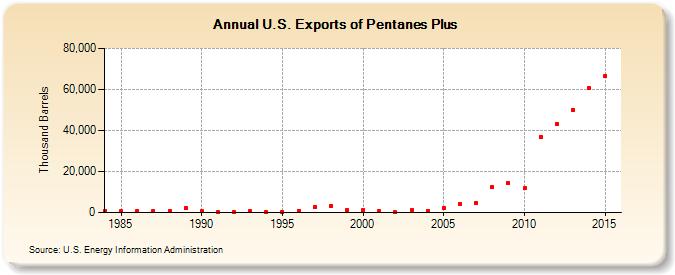 Annual U.S. Exports of Pentanes Plus
Thousand Barrels
80,000
60,000
40,000
20,000
0
1985 1990 1995 2000 2005 2010 2015
Source: U.S. Energy Information Administration